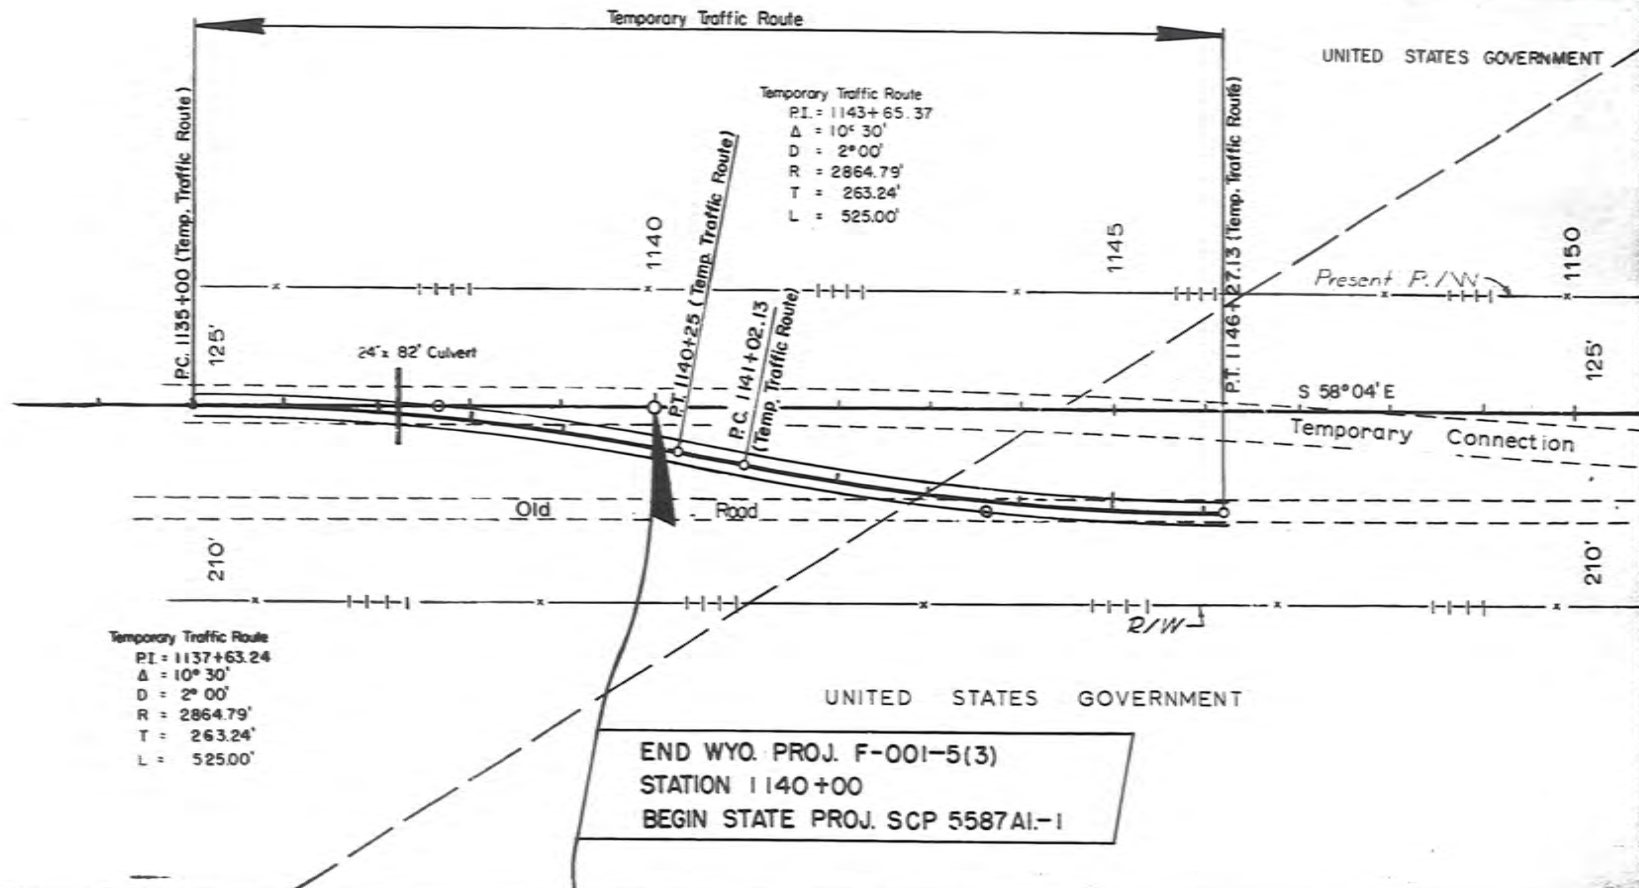 Temporary Traffic Route
UNITED STATES GOVERNMENT
P.C. 1135+00 (Temp. Traffic Route)
Temporary Traffic Route
P.I. = 1143+65.37
Δ = 10° 30'
D = 2°00'
R = 2864.79'
T = 263.24'
L = 525.00'
P.T. 1146+27.13 (Temp. Traffic Route)
1140
1145
1150
P.T. 1140+25 (Temp. Traffic Route)
P.C. 1141+02.13
(Temp. Traffic Route)
Present R/W
125'
24"x 82' Culvert
125'
S 58°04' E
Temporary Connection
Old Road
210'
210'
R/W
Temporary Traffic Route
P.I. = 1137+63.24
Δ = 10° 30'
D = 2° 00'
R = 2864.79'
T = 263.24'
L = 525.00'
UNITED STATES GOVERNMENT
END WYO. PROJ. F-001-5(3)
STATION 1140+00
BEGIN STATE PROJ. SCP 5587A1.-1